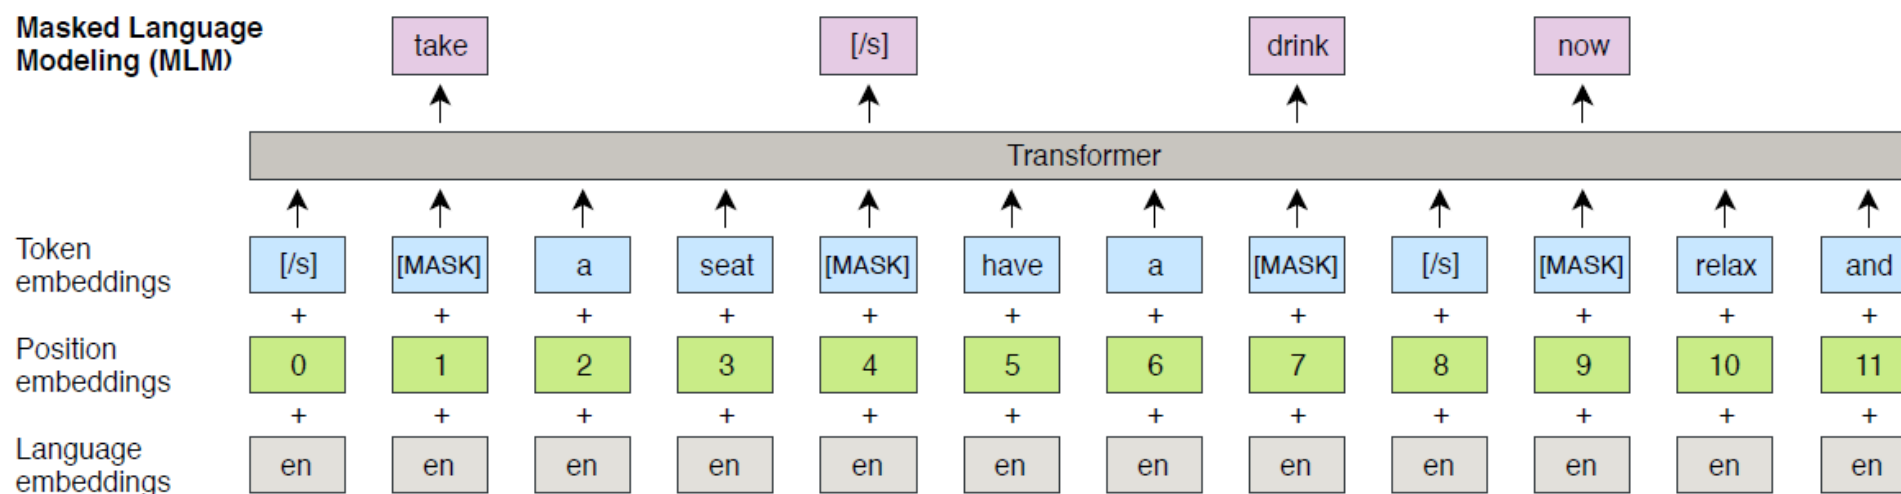 Masked Language
Modeling (MLM)
take [/s] drink now
Transformer
Token
embeddings
[/s] [MASK] a seat [MASK] have a [MASK] [/s] [MASK] relax and
+ + + + + + + + + + + +
Position
embeddings
0 1 2 3 4 5 6 7 8 9 10 11
+ + + + + + + + + + + +
Language
embeddings
en en en en en en en en en en en en